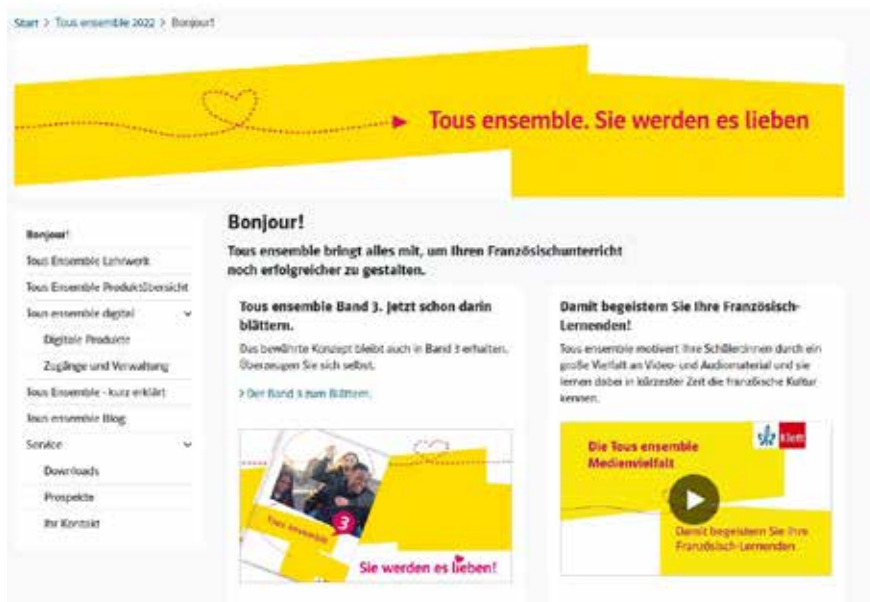 Start > Tous ensemble 2022 > Bonjour!
Tous ensemble. Sie werden es lieben
Bonjour!
Tous Ensemble Lehrwerk
Tous Ensemble Produktübersicht
Tous ensemble digital
Digitale Produkte
Zugänge und Verwaltung
Tous Ensemble - kurz erklärt
Tous ensemble Blog
Service
Downloads
Prospekte
Ihr Kontakt
Bonjour!
Tous ensemble bringt alles mit, um Ihren Französischunterricht
noch erfolgreicher zu gestalten.
Tous ensemble Band 3. Jetzt schon darin
blättern.
Das bewährte Konzept bleibt auch in Band 3 erhalten.
Überzeugen Sie sich selbst.
> Der Band 3 zum Blättern.
Tous ensemble
3
Sie werden es lieben!
Damit begeistern Sie Ihre Französisch-
Lernenden!
Tous ensemble motiviert Ihre Schüler:innen durch ein
große Vielfalt an Video- und Audiomaterial und sie
lernen dabei in kürzester Zeit die französische Kultur
kennen.
Klett
Die Tous ensemble
Medienvielfalt
Damit begeistern Sie Ihre
Französisch-Lernenden